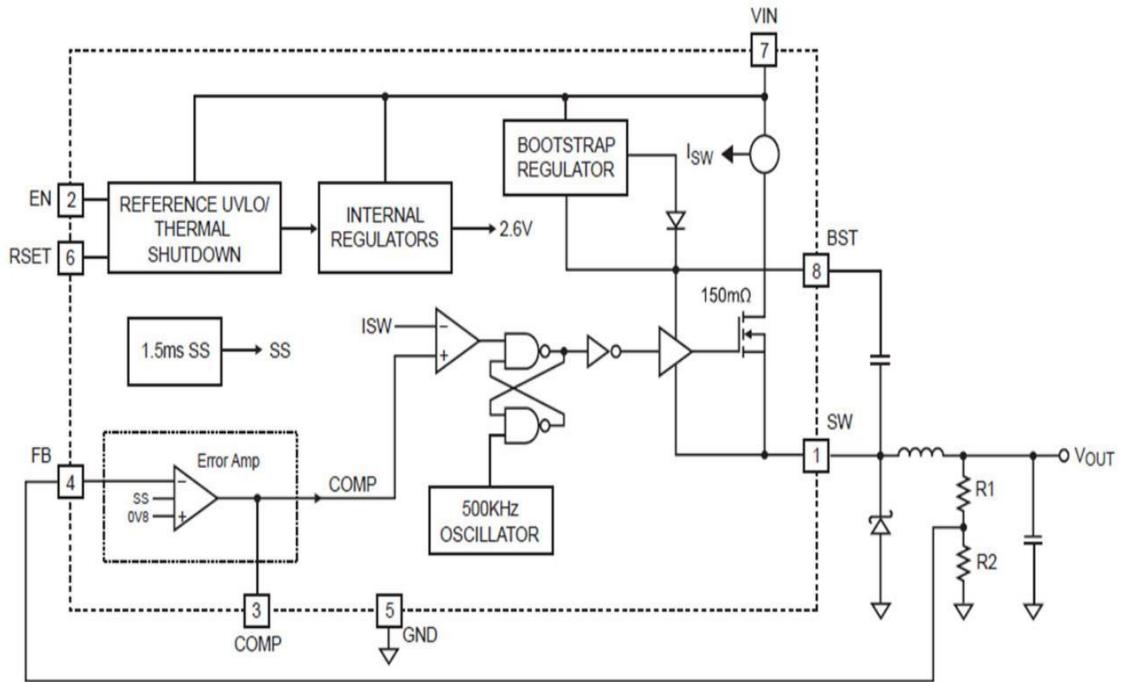 VIN
7
BOOTSTRAP
REGULATOR
ISW
EN
2
REFERENCE UVLO/
THERMAL
SHUTDOWN
INTERNAL
REGULATORS
2.6V
RSET
6
BST
8
150mΩ
ISW
−
+
1.5ms SS
SS
SW
1
VOUT
FB
4
Error Amp
−
SS
0V8
+
COMP
500KHz
OSCILLATOR
R1
R2
3
COMP
5
GND